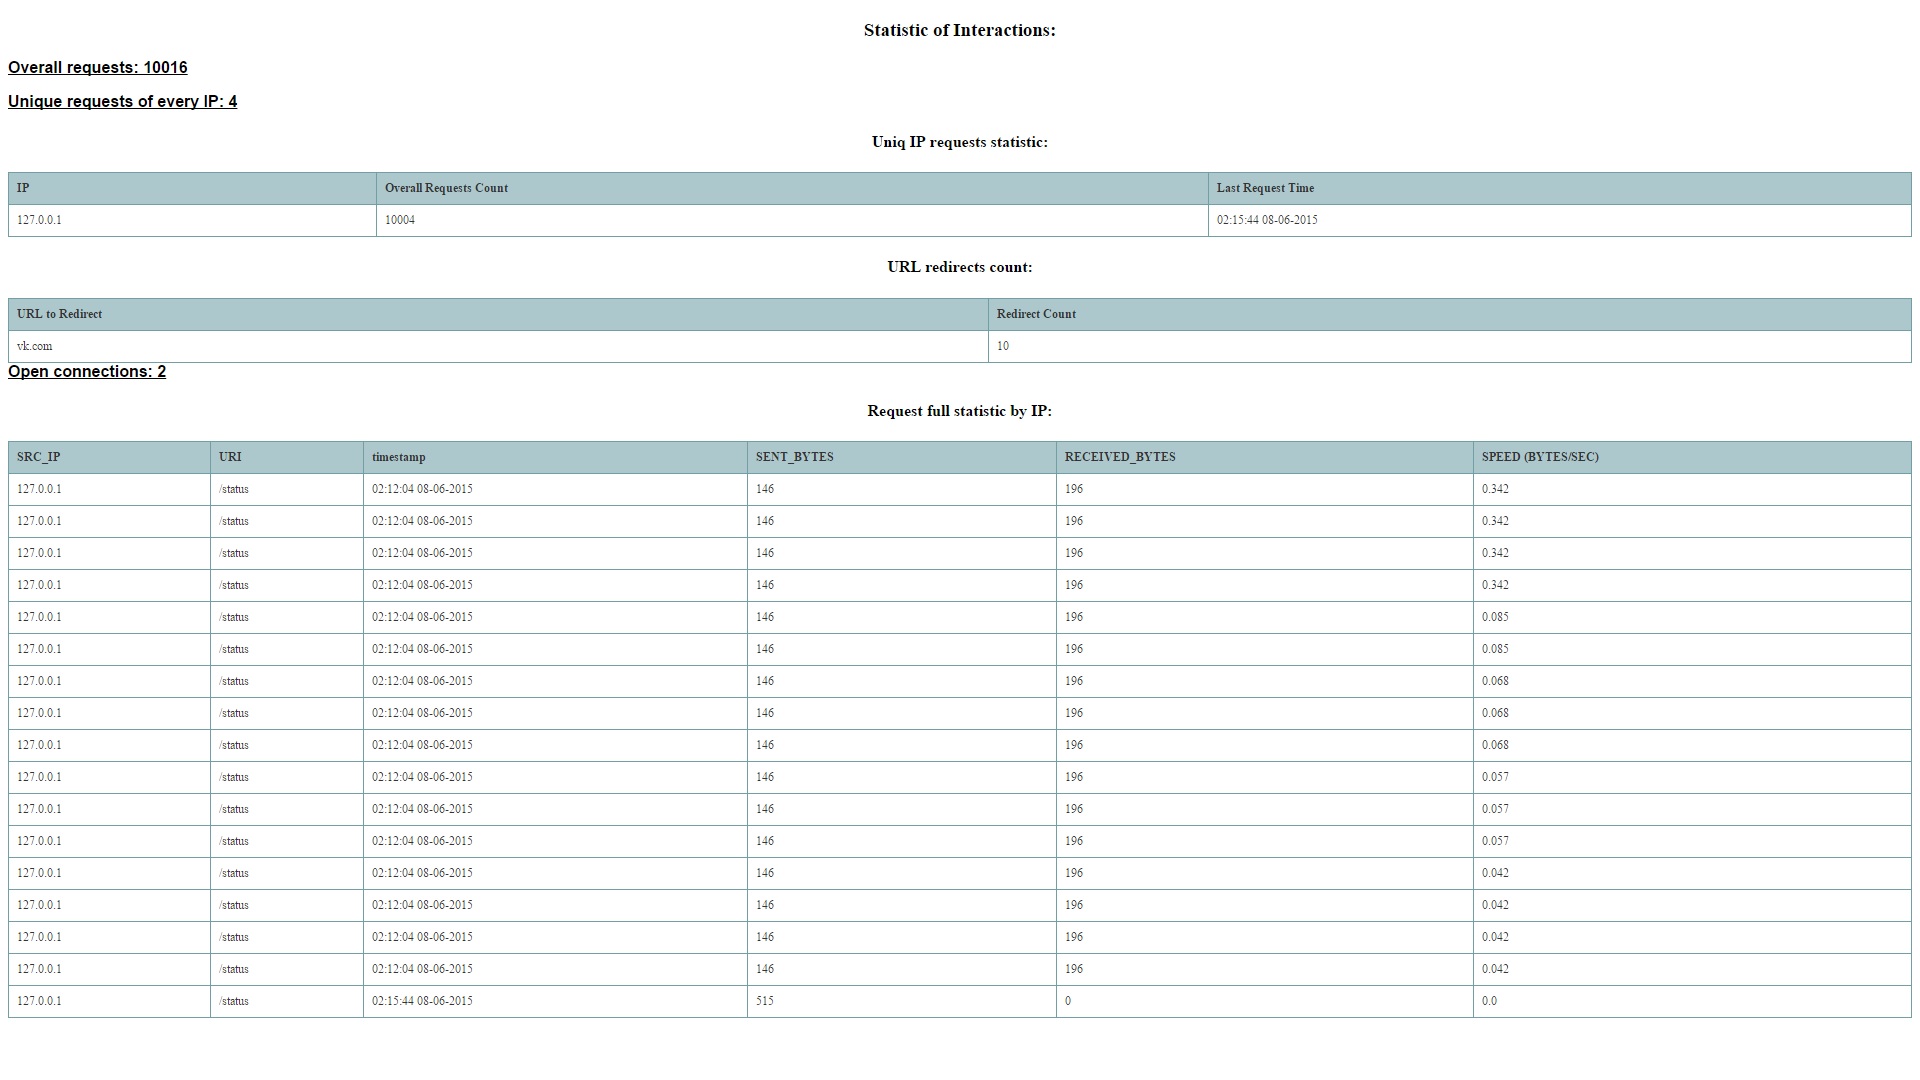 Statistic of Interactions:
Overall requests: 10016
Unique requests of every IP: 4
Uniq IP requests statistic:
IP Overall Requests Count Last Request Time
127.0.0.1 10004 02:15:44 08-06-2015
URL redirects count:
URL to Redirect Redirect Count
vk.com 10
Open connections: 2
Request full statistic by IP:
SRC_IP URI timestamp SENT_BYTES RECEIVED_BYTES SPEED (BYTES/SEC)
127.0.0.1 /status 02:12:04 08-06-2015 146 196 0.342
127.0.0.1 /status 02:12:04 08-06-2015 146 196 0.342
127.0.0.1 /status 02:12:04 08-06-2015 146 196 0.342
127.0.0.1 /status 02:12:04 08-06-2015 146 196 0.342
127.0.0.1 /status 02:12:04 08-06-2015 146 196 0.085
127.0.0.1 /status 02:12:04 08-06-2015 146 196 0.085
127.0.0.1 /status 02:12:04 08-06-2015 146 196 0.068
127.0.0.1 /status 02:12:04 08-06-2015 146 196 0.068
127.0.0.1 /status 02:12:04 08-06-2015 146 196 0.068
127.0.0.1 /status 02:12:04 08-06-2015 146 196 0.057
127.0.0.1 /status 02:12:04 08-06-2015 146 196 0.057
127.0.0.1 /status 02:12:04 08-06-2015 146 196 0.057
127.0.0.1 /status 02:12:04 08-06-2015 146 196 0.042
127.0.0.1 /status 02:12:04 08-06-2015 146 196 0.042
127.0.0.1 /status 02:12:04 08-06-2015 146 196 0.042
127.0.0.1 /status 02:12:04 08-06-2015 146 196 0.042
127.0.0.1 /status 02:15:44 08-06-2015 515 0 0.0